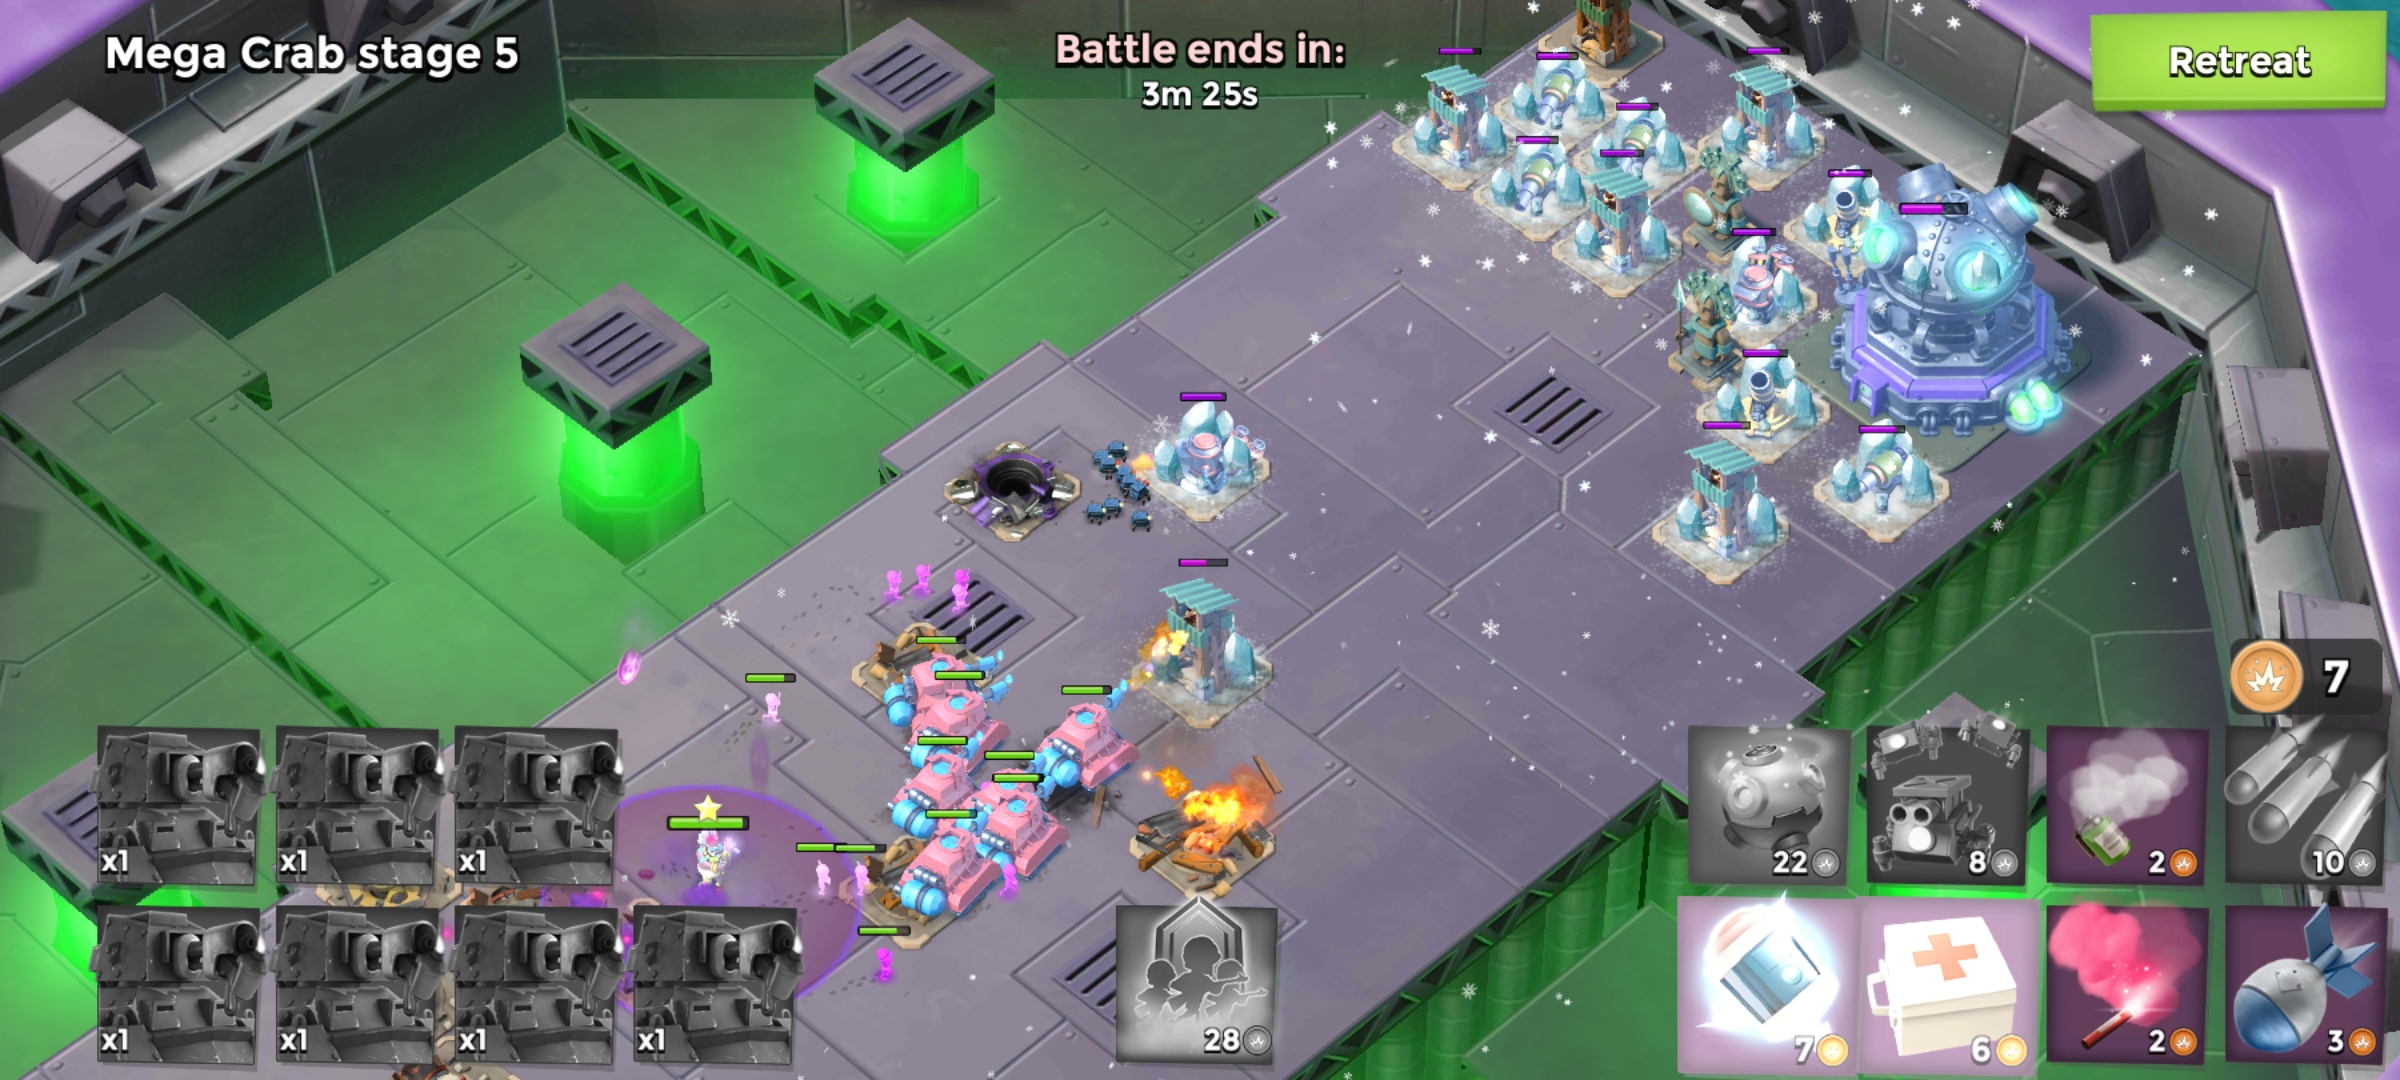 Mega Crab stage 5
Battle ends in:
3m 25s
Retreat
7
x1
x1
x1
22
8
2
10
x1
x1
x1
x1
28
7
6
2
3